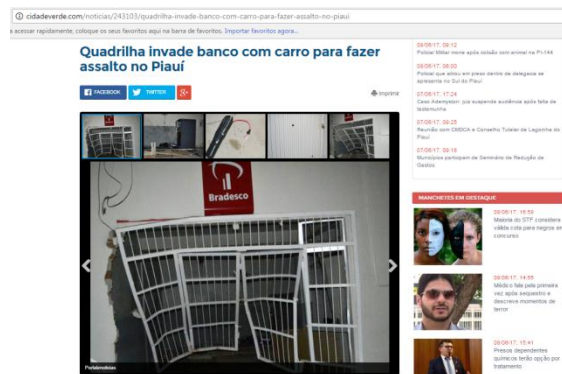 cidadeverde.com/noticias/243103/quadrilha-invade-banco-com-carro-para-fazer-assalto-no-piaui
a acessar rapidamente, coloque os seus favoritos aqui na barra de favoritos. Importar favoritos agora...
Quadrilha invade banco com carro para fazer
assalto no Piauí
FACEBOOK
TWITTER
Imprimir
Bradesco
Portalonoticias
08/06/17, 09:12
Policial Militar morre após colisão com animal na PI-144
08/06/17, 06:00
Policial que atirou em preso dentro de delegacia se
apresenta no Sul do Piauí
07/06/17, 17:24
Caso Ademyston: juiz suspende audiência após falta de
testemunha
07/06/17, 09:25
Reunião com CMDCA e Conselho Tutelar de Lagoinha do
Piauí
07/06/17, 09:16
Municípios participam de Seminário de Redução de
Gastos
MANCHETES EM DESTAQUE
08/06/17, 15:59
Maioria do STF considera
válida cota para negros em
concurso
08/06/17, 14:55
Médico fala pela primeira
vez após sequestro e
descreve momentos de
terror
08/06/17, 15:41
Presos dependentes
químicos terão opção por
tratamento